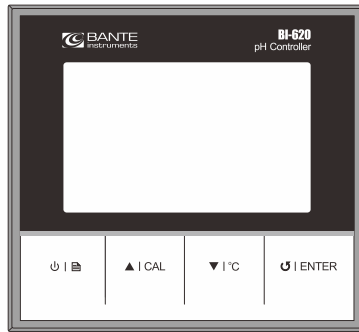 BANTE
instruments
BI-620
pH Controller
▲ | CAL
▼ | °C
↺ | ENTER